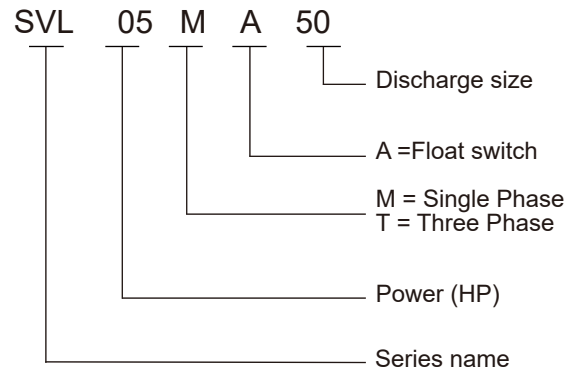 SVL 05 M A 50
Discharge size
A =Float switch
M = Single Phase
T = Three Phase
Power (HP)
Series name